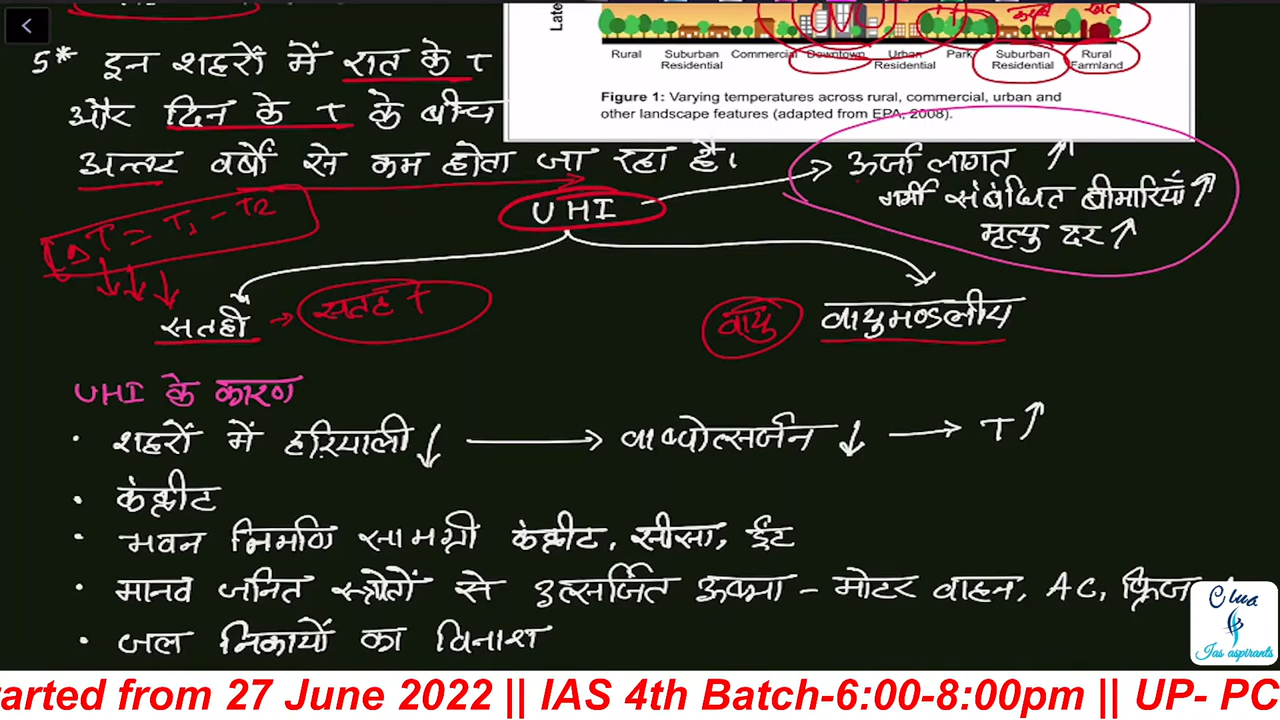 Late
Rural Suburban Residential Commercial Downtown Urban Residential Park Suburban Residential Rural Farmland
Figure 1: Varying temperatures across rural, commercial, urban and
other landscape features (adapted from EPA, 2008).
5* इन शहरों में रात के T
और दिन के T के बीच
अन्तर वर्षों से कम होता जा रहा है।
ΔT = T1 - T2
UHI
ऊर्जा लागत ↑
गर्मी संबंधित बीमारियाँ ↑
मृत्यु दर ↑
सतही → सतह T
वायु वायुमण्डलीय
UHI के कारण
· शहरों में हरियाली ↓ → वाष्पोत्सर्जन ↓ → T ↑
· कंक्रीट
· भवन निर्माण सामग्री कंक्रीट, सीसा, ईंट
· मानव जनित स्त्रोतों से उत्सर्जित ऊष्मा - मोटर वाहन, AC, फ्रिज
· जल निकायों का विनाश
Clue
Ias aspirants
tarted from 27 June 2022 || IAS 4th Batch-6:00-8:00pm || UP- PC